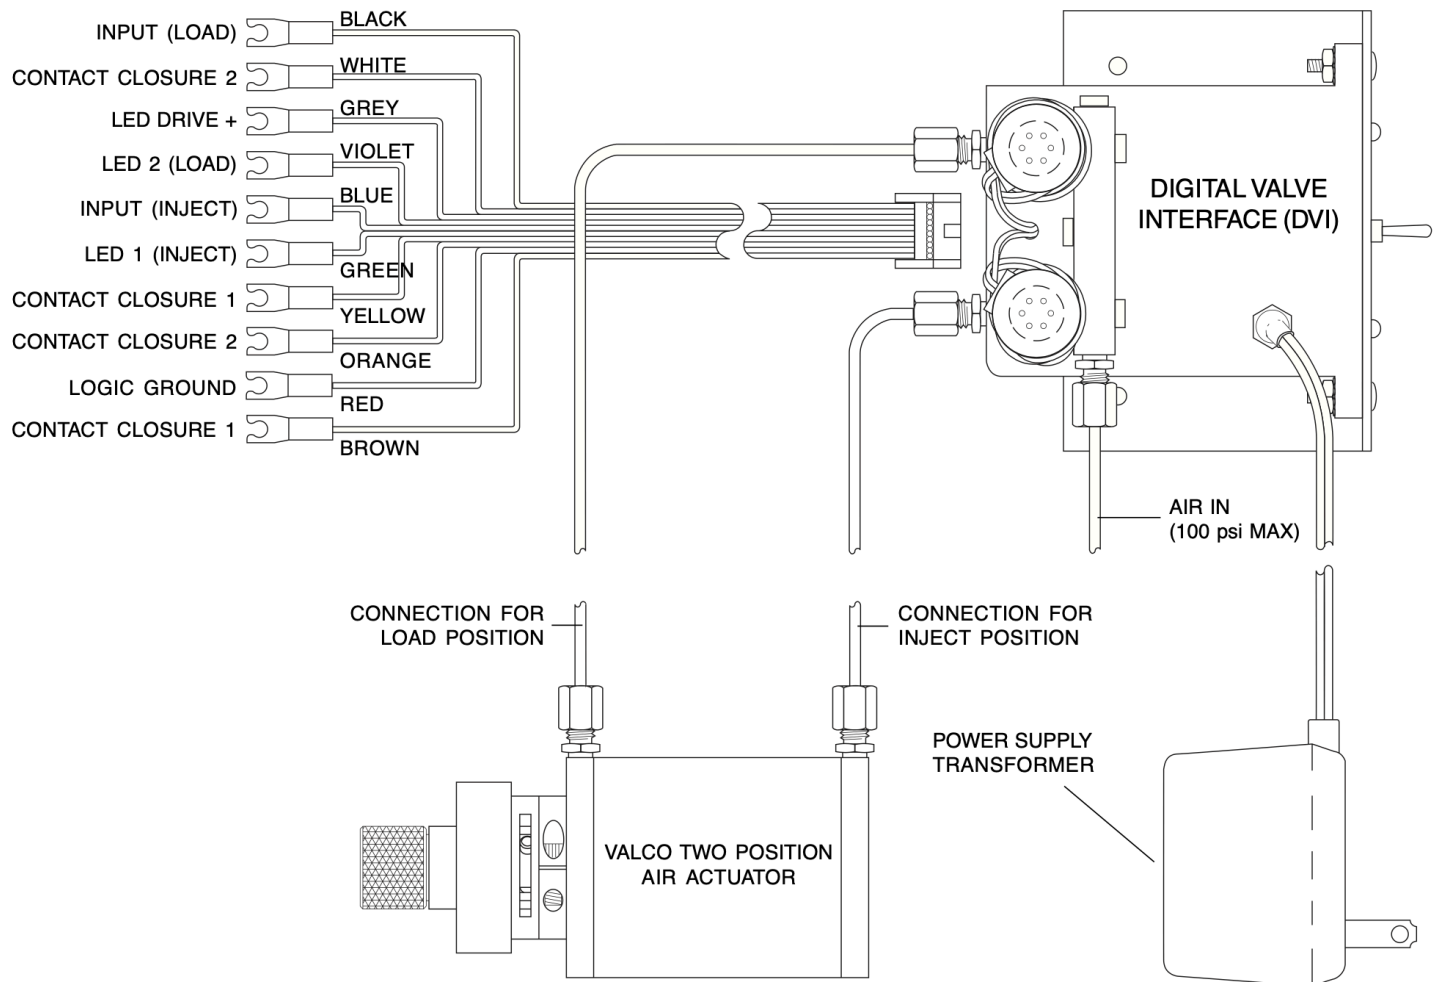 INPUT (LOAD)
BLACK
CONTACT CLOSURE 2
WHITE
LED DRIVE +
GREY
LED 2 (LOAD)
VIOLET
INPUT (INJECT)
BLUE
LED 1 (INJECT)
GREEN
CONTACT CLOSURE 1
YELLOW
CONTACT CLOSURE 2
ORANGE
LOGIC GROUND
RED
CONTACT CLOSURE 1
BROWN
DIGITAL VALVE
INTERFACE (DVI)
AIR IN
(100 psi MAX)
CONNECTION FOR
LOAD POSITION
CONNECTION FOR
INJECT POSITION
POWER SUPPLY
TRANSFORMER
VALCO TWO POSITION
AIR ACTUATOR